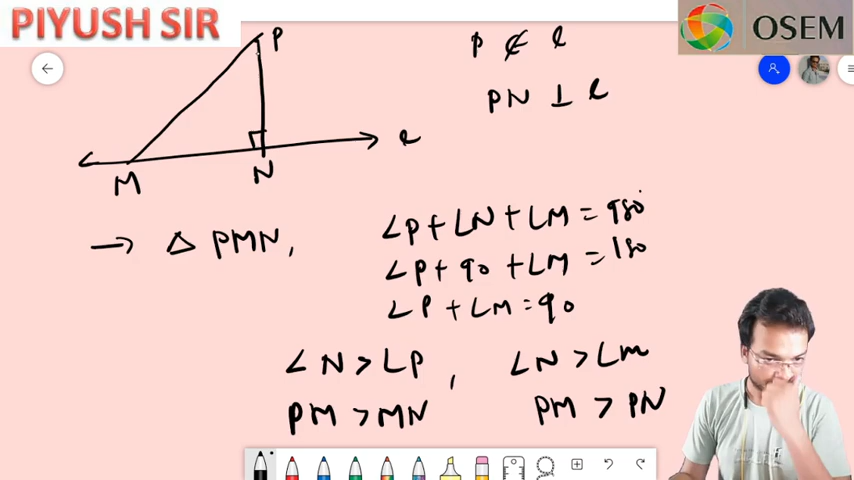 PIYUSH SIR
OSEM
P
P ∉ l
PN ⊥ l
l
M
N
→ △ PMN,
∠P + ∠N + ∠M = 180
∠P + 90 + ∠M = 180
∠P + ∠M = 90
∠N > ∠P , ∠N > ∠M
PM > MN
PM > PN